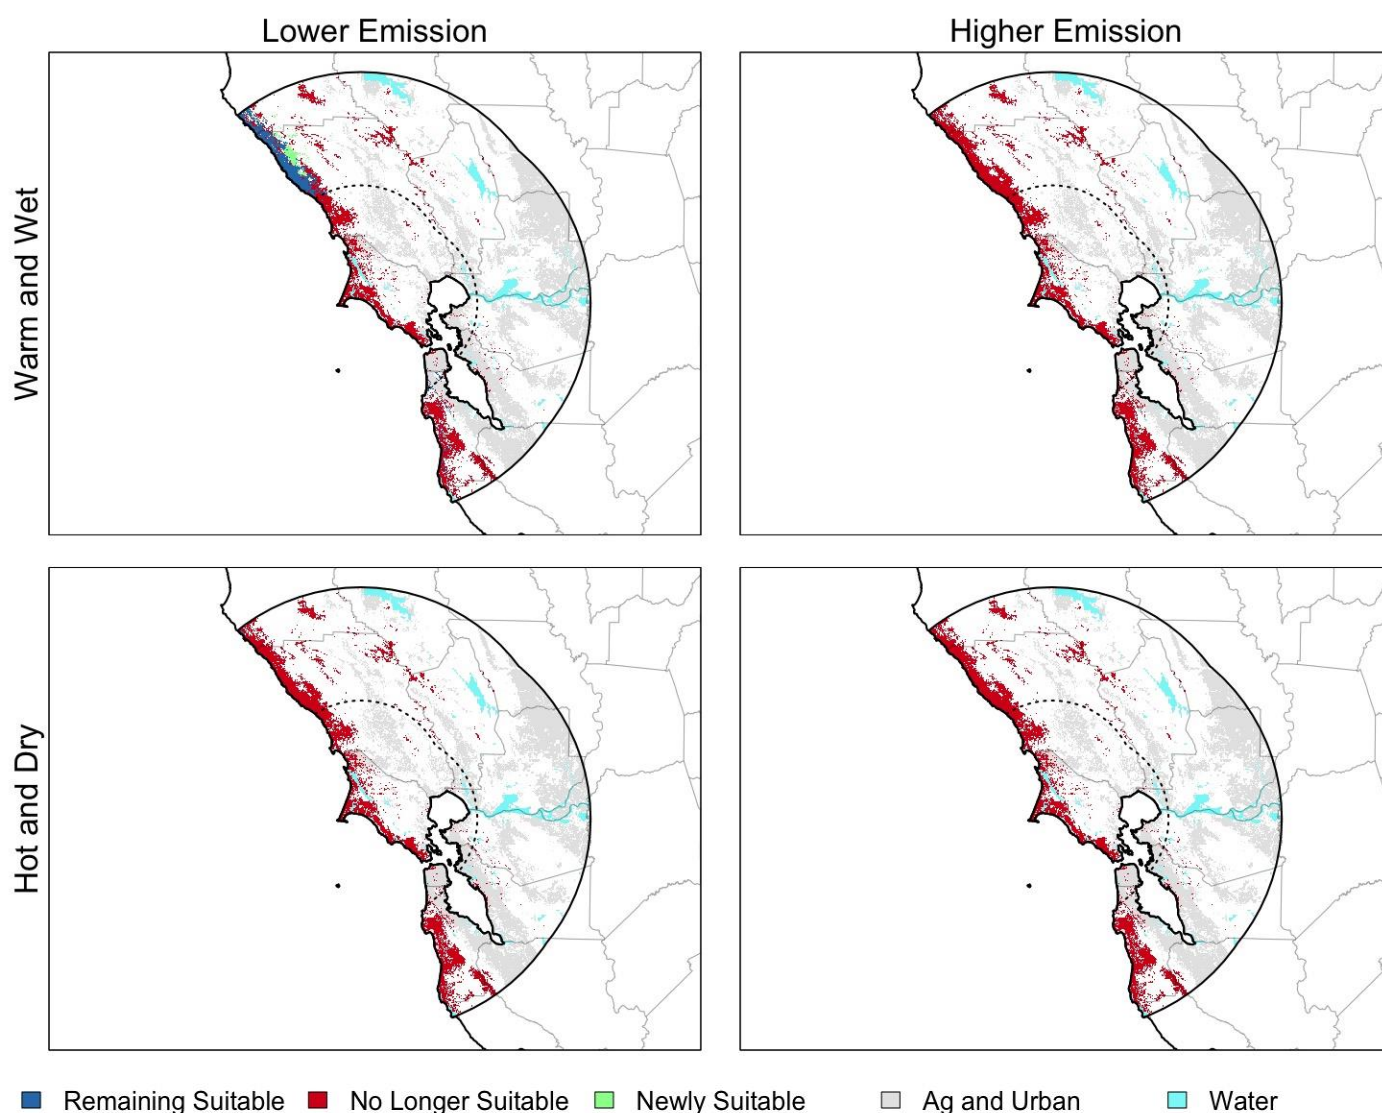 Lower Emission
Higher Emission
Warm and Wet
Hot and Dry
Remaining Suitable
No Longer Suitable
Newly Suitable
Ag and Urban
Water